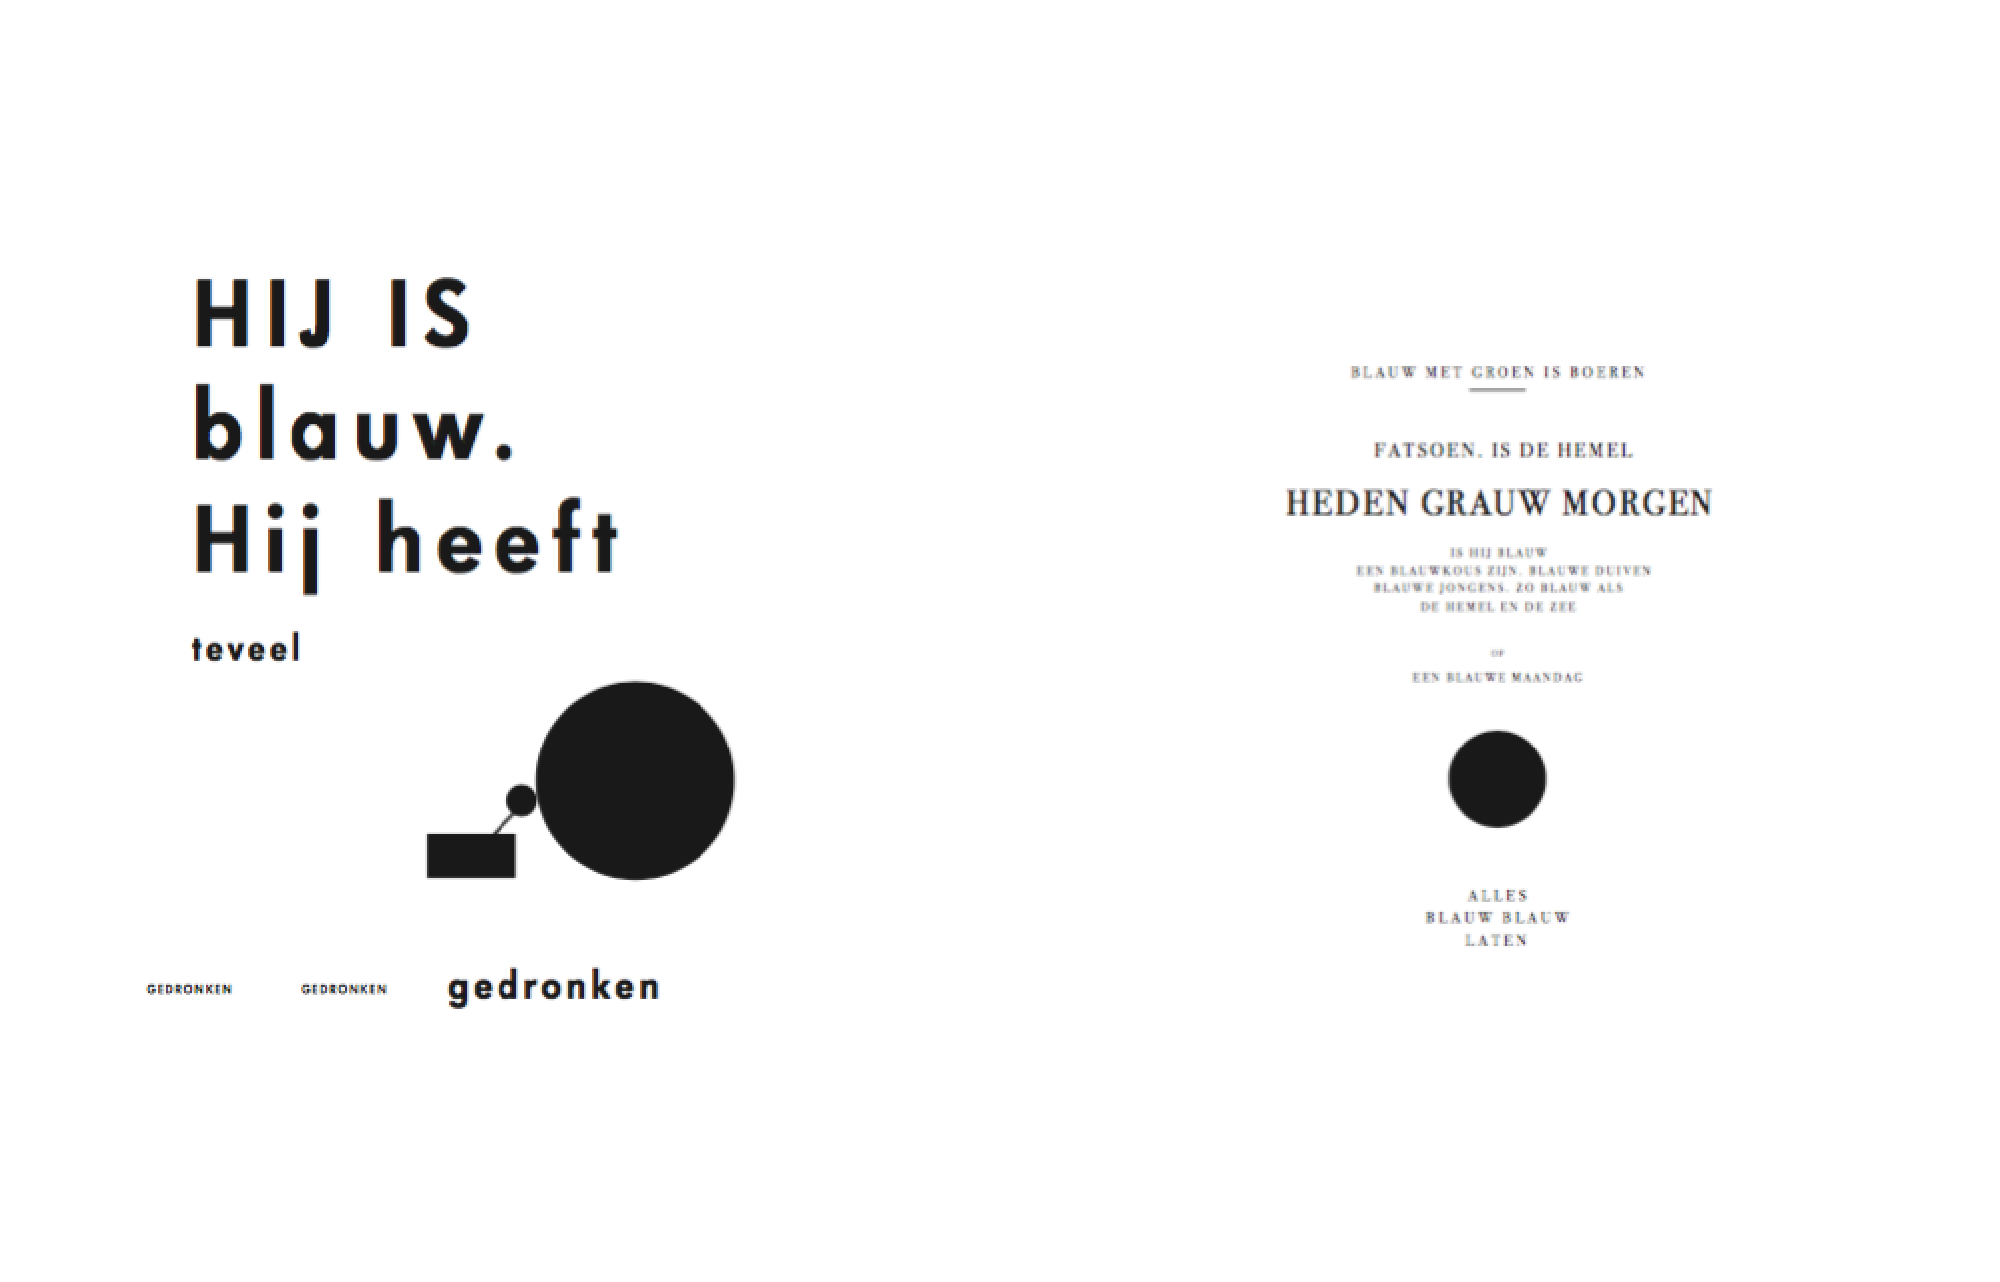 HIJ IS
blauw.
Hij heeft
teveel
GEDRONKEN GEDRONKEN gedronken
BLAUW MET GROEN IS BOEREN
FATSOEN. IS DE HEMEL
HEDEN GRAUW MORGEN
IS HIJ BLAUW
EEN BLAUWKOUS ZIJN. BLAUWE DUIVEN
BLAUWE JONGENS. ZO BLAUW ALS
DE HEMEL EN DE ZEE
OF
EEN BLAUWE MAANDAG
ALLES
BLAUW BLAUW
LATEN